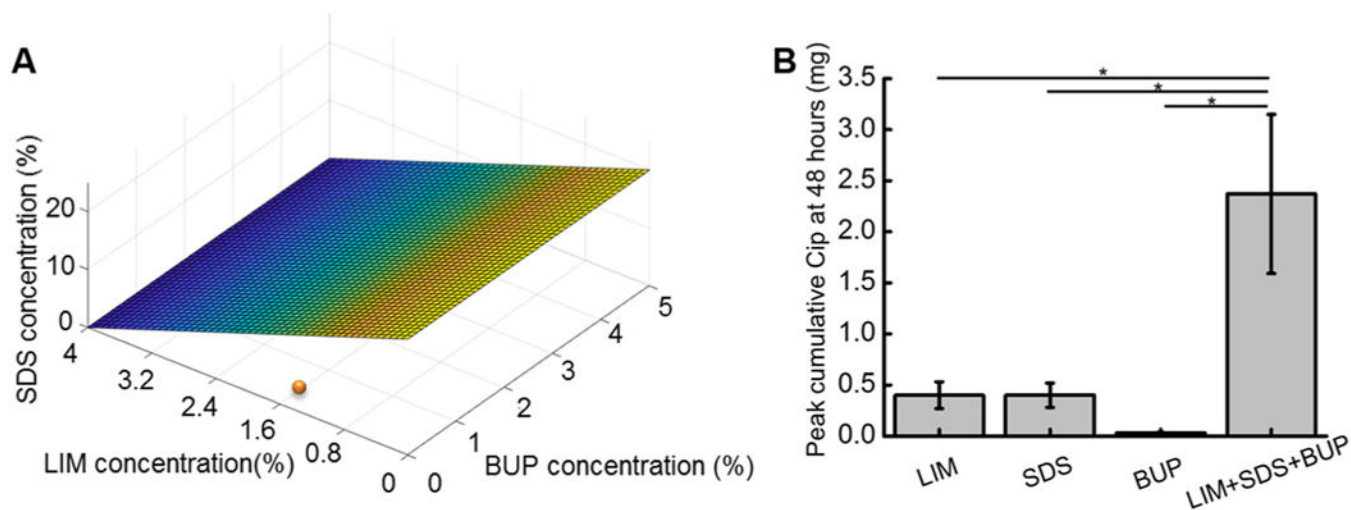 A
SDS concentration (%)
20
10
0
4
3.2
2.4
1.6
0.8
0
LIM concentration(%)
0
1
2
3
4
5
BUP concentration (%)
B
Peak cumulative Cip at 48 hours (mg)
3.5
3.0
2.5
2.0
1.5
1.0
0.5
0.0
*
*
*
LIM
SDS
BUP
LIM+SDS+BUP